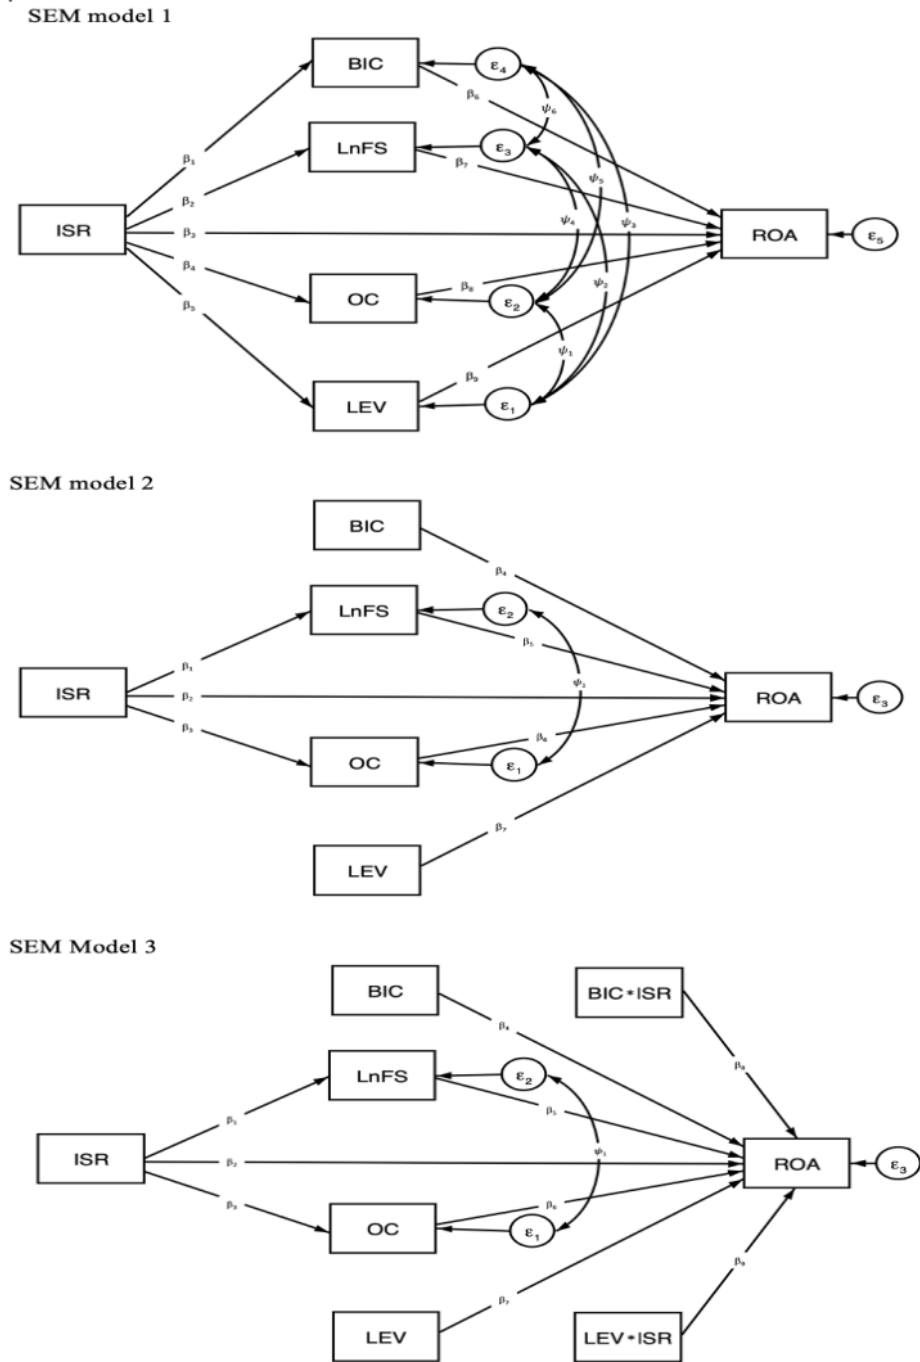 SEM model 1
BIC
ε₄
β₆
ψ₆
LnFS
ε₃
β₁
β₇
ψ₅
β₂
ψ₄
ψ₃
ISR
β₃
ROA
ε₅
β₄
OC
β₈
ε₂
ψ₂
β₅
ψ₁
β₉
LEV
ε₁
SEM model 2
BIC
β₄
LnFS
ε₂
β₅
β₁
ψ₁
ISR
β₂
ROA
ε₃
β₃
β₆
OC
ε₁
β₇
LEV
SEM Model 3
BIC
BIC*ISR
β₄
β₈
LnFS
ε₂
β₅
β₁
ψ₁
ISR
β₂
ROA
ε₃
β₃
β₆
OC
ε₁
β₉
β₇
LEV
LEV*ISR